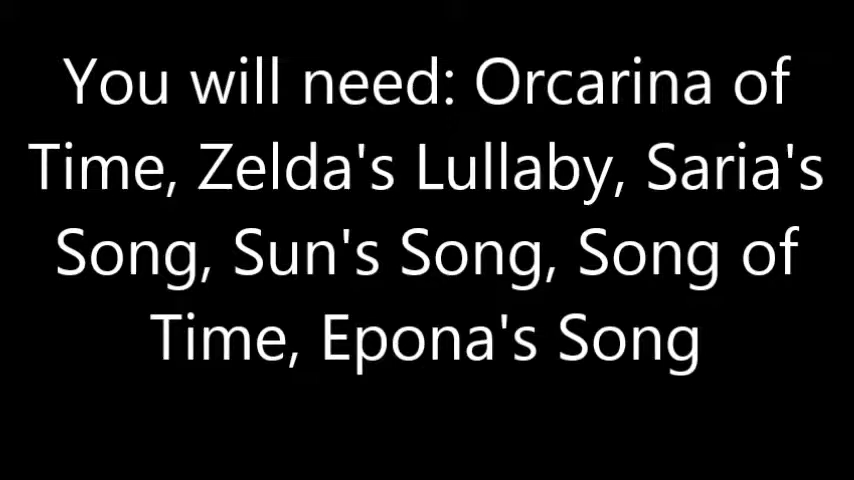 You will need: Orcarina of
Time, Zelda's Lullaby, Saria's
Song, Sun's Song, Song of
Time, Epona's Song